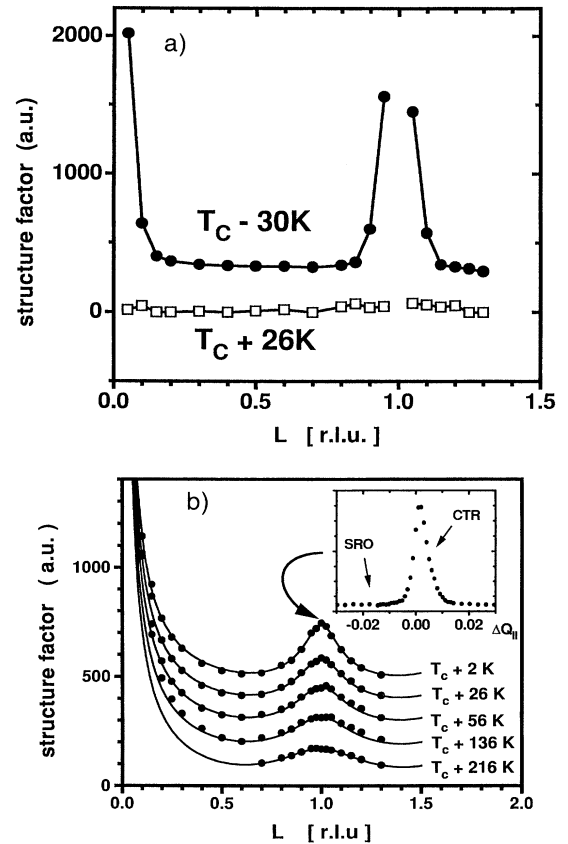 a)
structure factor (a.u.)
2000
1000
0
T_C - 30K
T_C + 26K
0.0 0.5 1.0 1.5
L [ r.l.u.]
b)
structure factor ( a.u.)
1000
500
0
SRO
CTR
-0.02 0.00 0.02 ΔQ_II
T_c + 2 K
T_c + 26 K
T_c + 56 K
T_c + 136 K
T_c + 216 K
0.0 0.5 1.0 1.5 2.0
L [ r.l.u ]